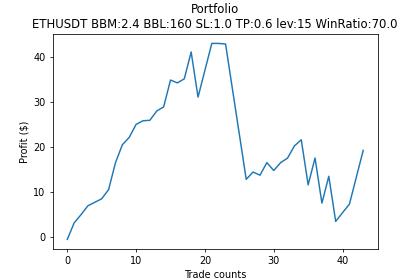 Portfolio
ETHUSDT BBM:2.4 BBL:160 SL:1.0 TP:0.6 lev:15 WinRatio:70.0
Profit ($)
40
30
20
10
0
0
10
20
30
40
Trade counts